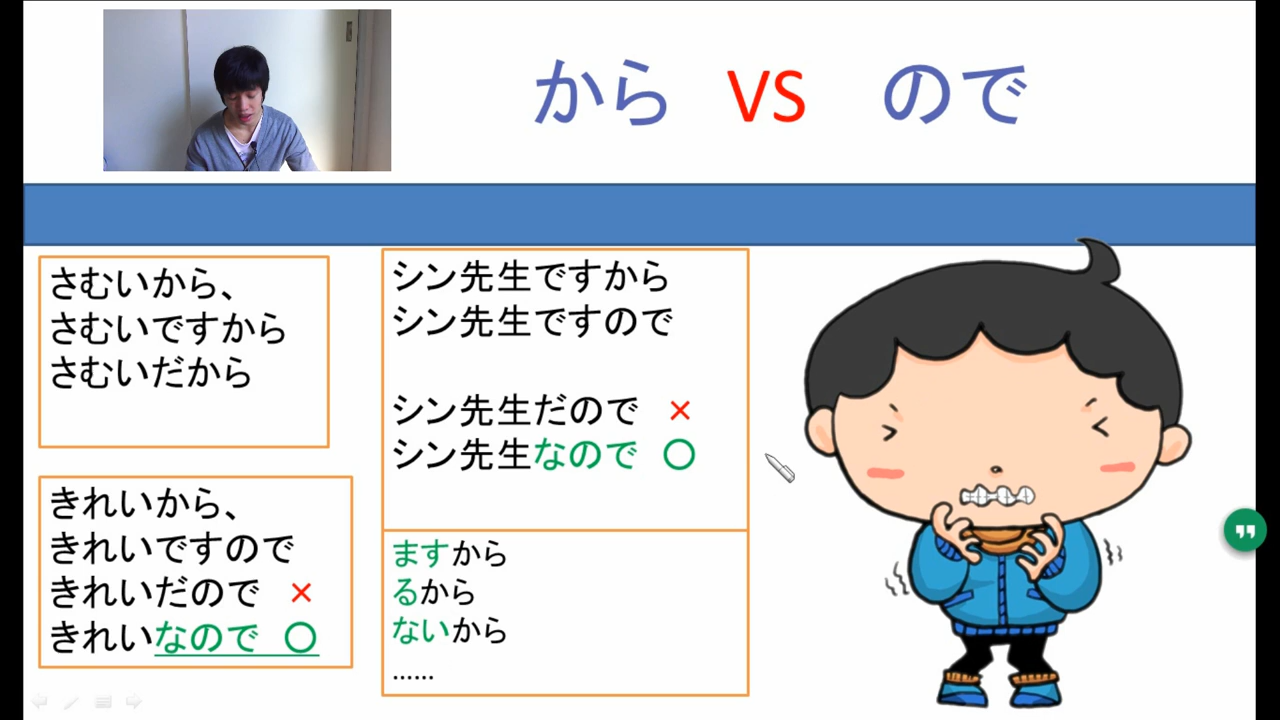 から VS ので
さむいから、
さむいですから
さむいだから
きれいから、
きれいですので
きれいだので ×
きれいなので 〇
シン先生ですから
シン先生ですので
シン先生だので ×
シン先生なので 〇
ますから
るから
ないから
……